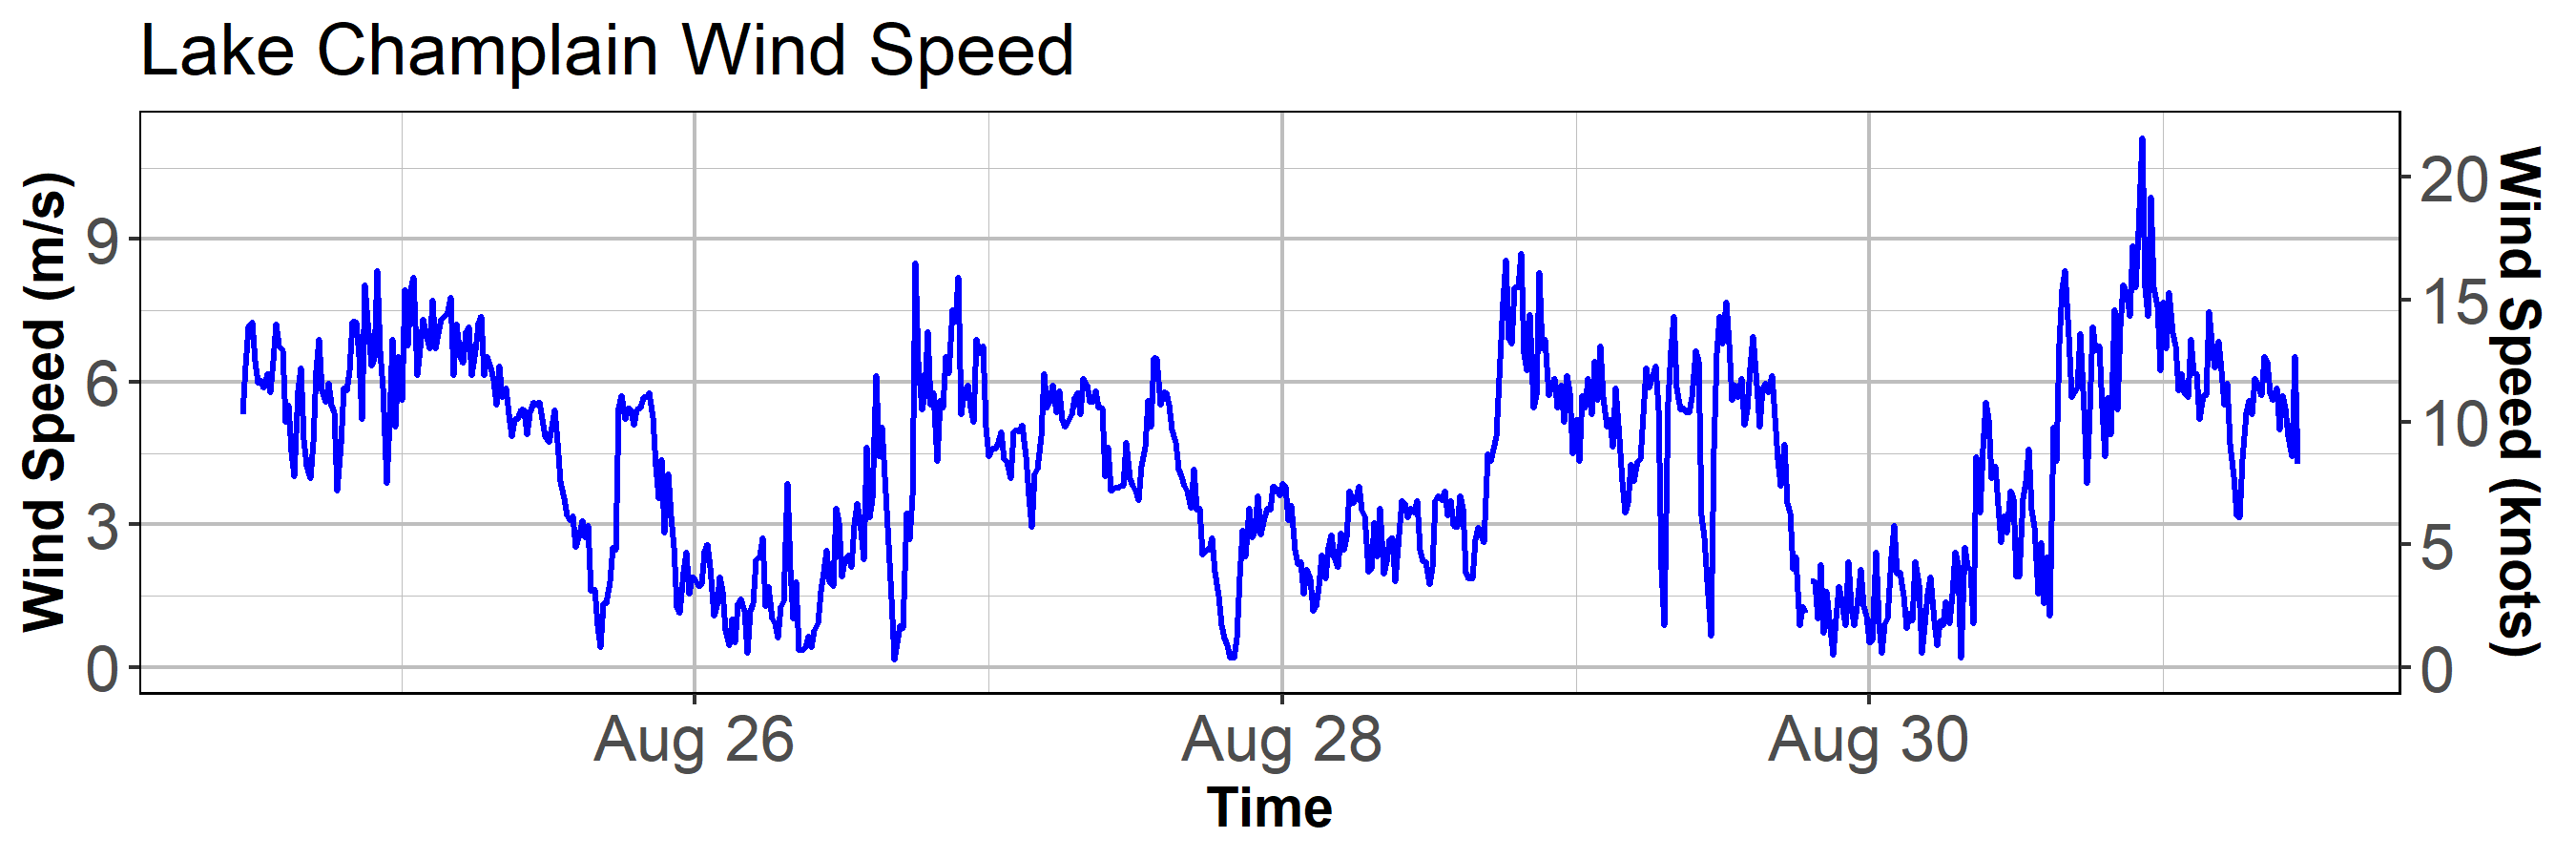 Lake Champlain Wind Speed
Wind Speed (m/s)
9
6
3
0
20
15
10
5
0
Wind Speed (knots)
Aug 26
Aug 28
Aug 30
Time